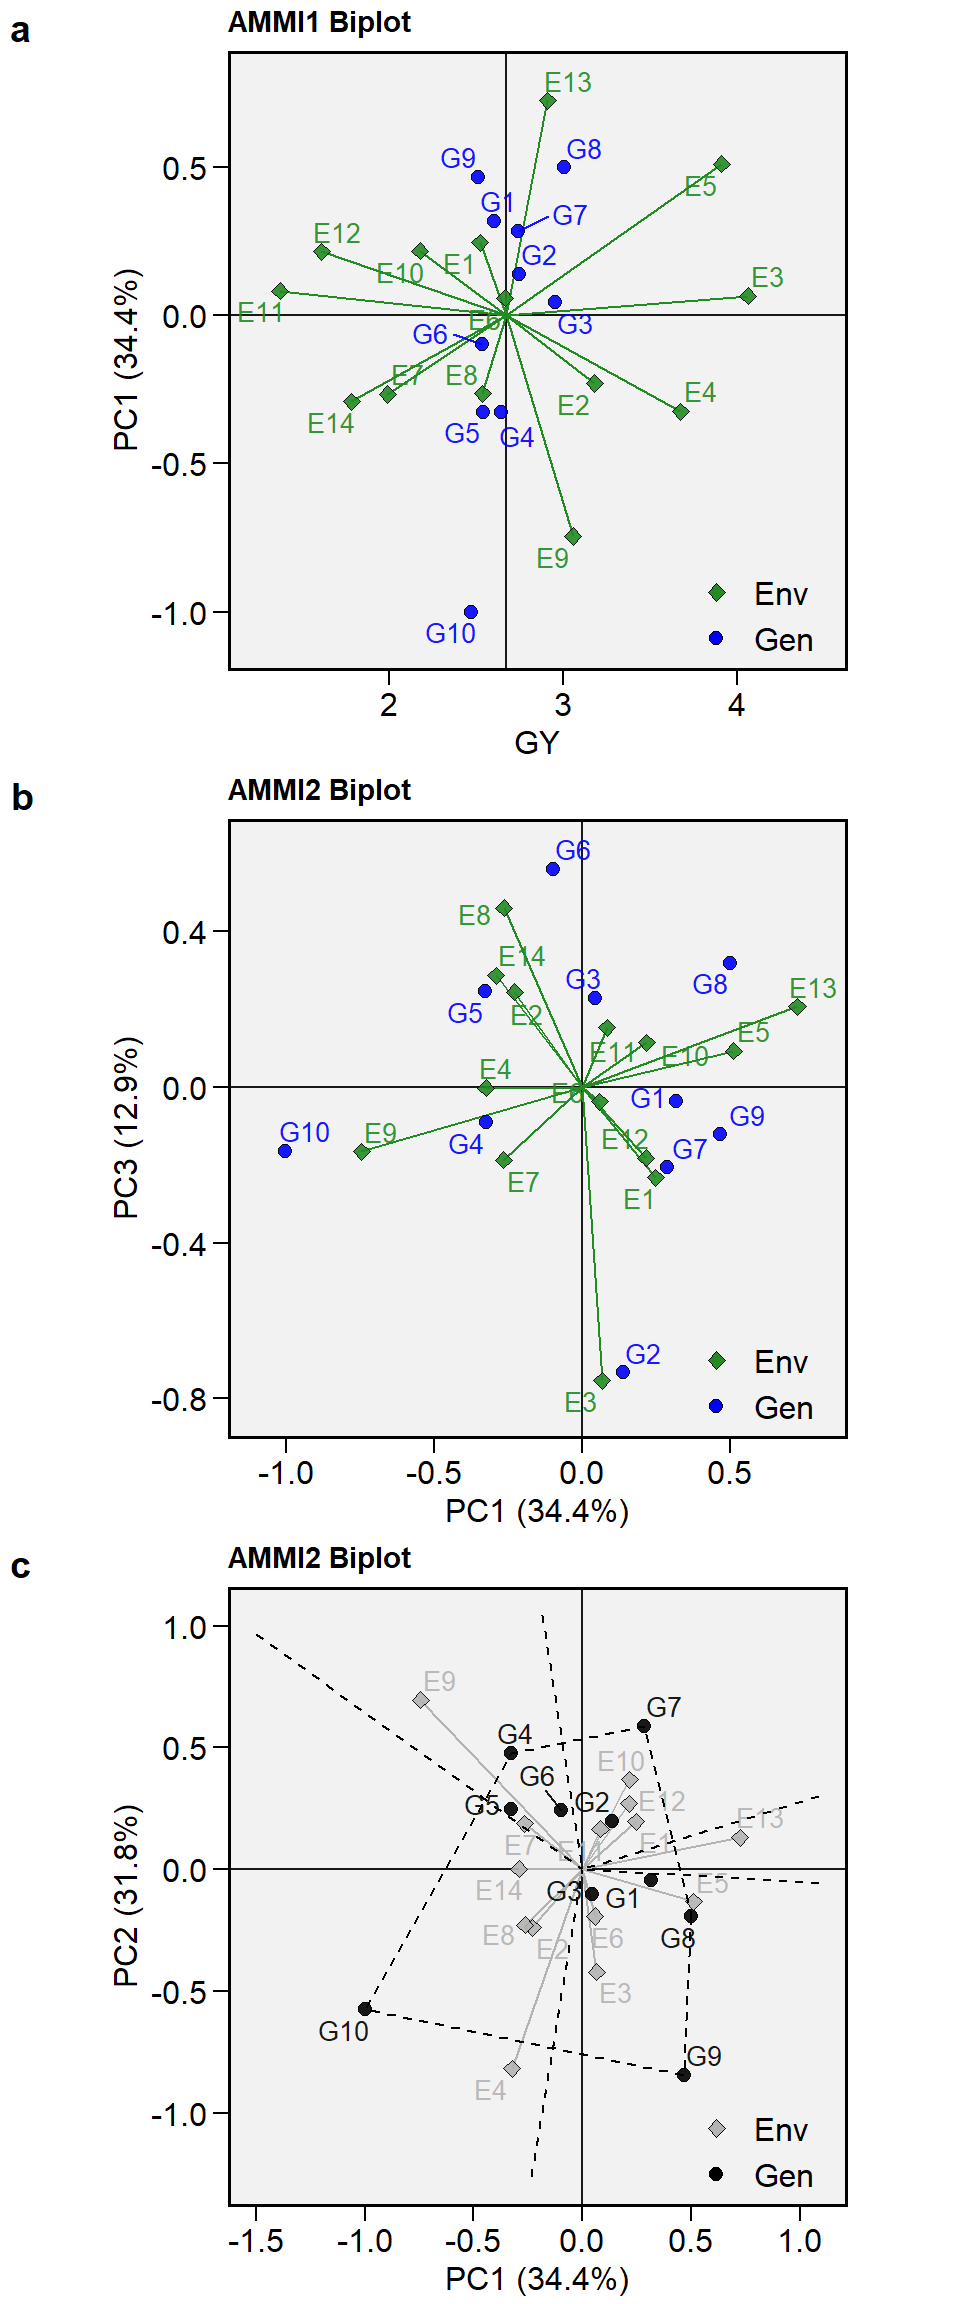 a
AMMI1 Biplot
E13
G9
G8
0.5
E5
G1
G7
E12
G2
E1
E10
E3
E11
0.0
E6
G3
G6
E7
E8
E4
E2
E14
G5
G4
-0.5
E9
Env
-1.0
G10
Gen
PC1 (34.4%)
2
3
4
GY
b
AMMI2 Biplot
G6
E8
0.4
E14
G3
G8
E13
G5
E2
E5
E11
E10
E4
0.0
E6
G1
G9
G10
E9
G4
E12
G7
E7
E1
-0.4
G2
Env
-0.8
E3
Gen
PC3 (12.9%)
-1.0
-0.5
0.0
0.5
PC1 (34.4%)
c
AMMI2 Biplot
1.0
E9
G7
G4
0.5
E10
G6
G5
G2
E12
E13
E7
E11
E1
0.0
E14
G3
G1
E5
E8
E2
E6
G8
-0.5
E3
G10
G9
E4
-1.0
Env
Gen
PC2 (31.8%)
-1.5
-1.0
-0.5
0.0
0.5
1.0
PC1 (34.4%)